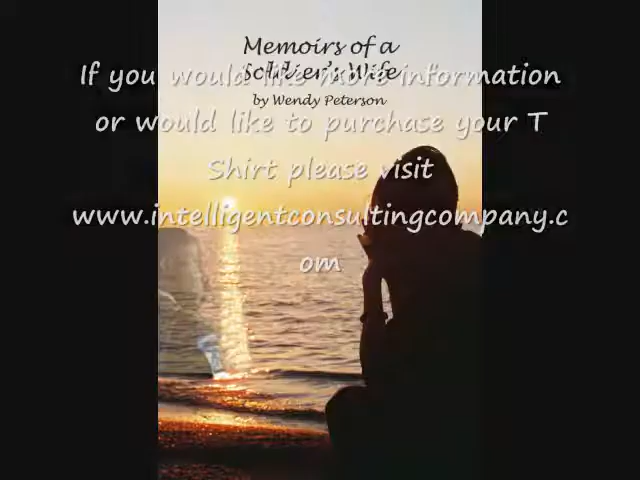 Memoirs of a
Soldier's Wife
If you would like more information
by Wendy Peterson
or would like to purchase your T
Shirt please visit
www.intelligentconsultingcompany.c
om